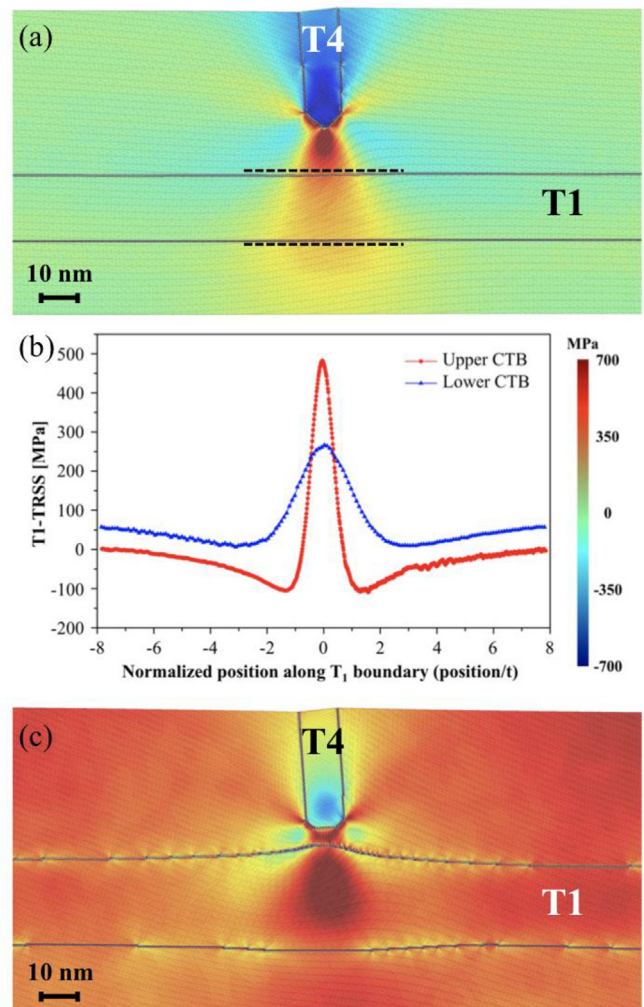 (a)
T4
T1
10 nm
(b)
T1-TRSS [MPa]
500
400
300
200
100
0
-100
-200
Upper CTB
Lower CTB
-8
-6
-4
-2
0
2
4
6
8
Normalized position along T1 boundary (position/t)
MPa
700
350
0
-350
-700
(c)
T4
T1
10 nm